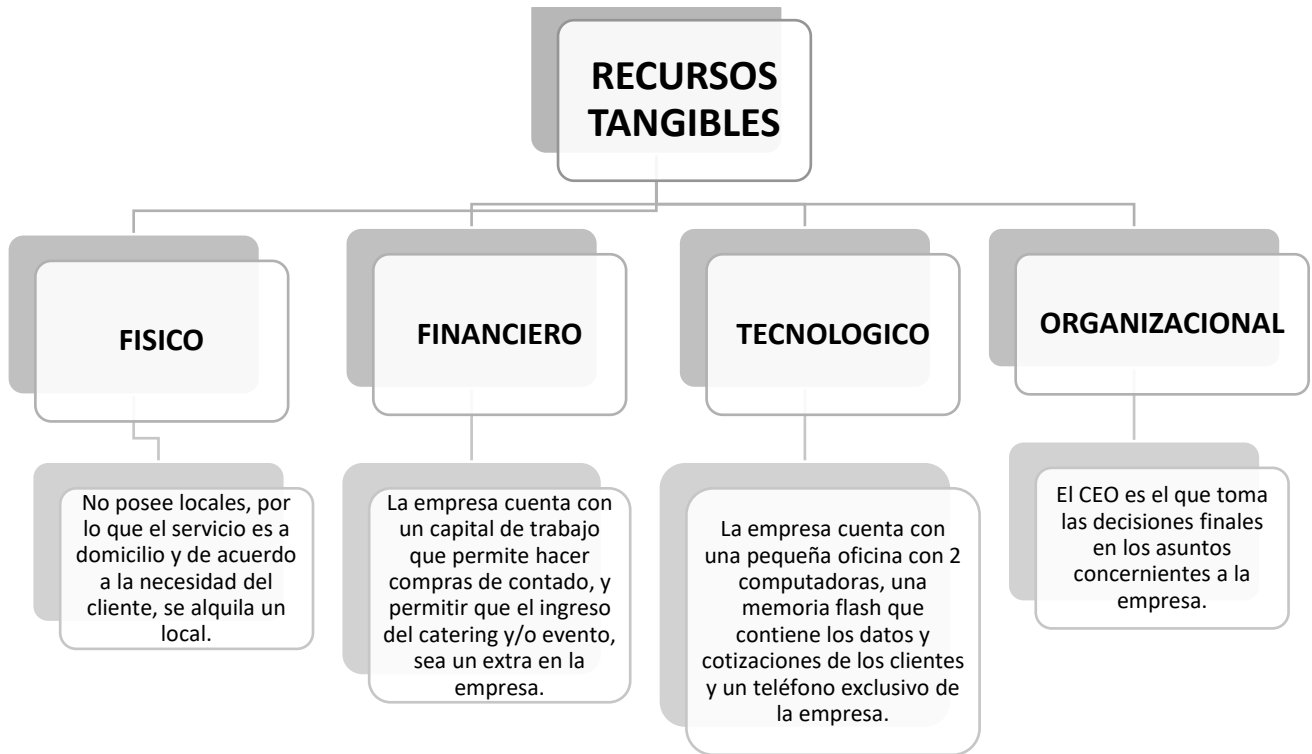 RECURSOS
TANGIBLES
FISICO
FINANCIERO
TECNOLOGICO
ORGANIZACIONAL
No posee locales, por
lo que el servicio es a
domicilio y de acuerdo
a la necesidad del
cliente, se alquila un
local.
La empresa cuenta con
un capital de trabajo
que permite hacer
compras de contado, y
permitir que el ingreso
del catering y/o evento,
sea un extra en la
empresa.
La empresa cuenta con
una pequeña oficina con 2
computadoras, una
memoria flash que
contiene los datos y
cotizaciones de los clientes
y un teléfono exclusivo de
la empresa.
El CEO es el que toma
las decisiones finales
en los asuntos
concernientes a la
empresa.